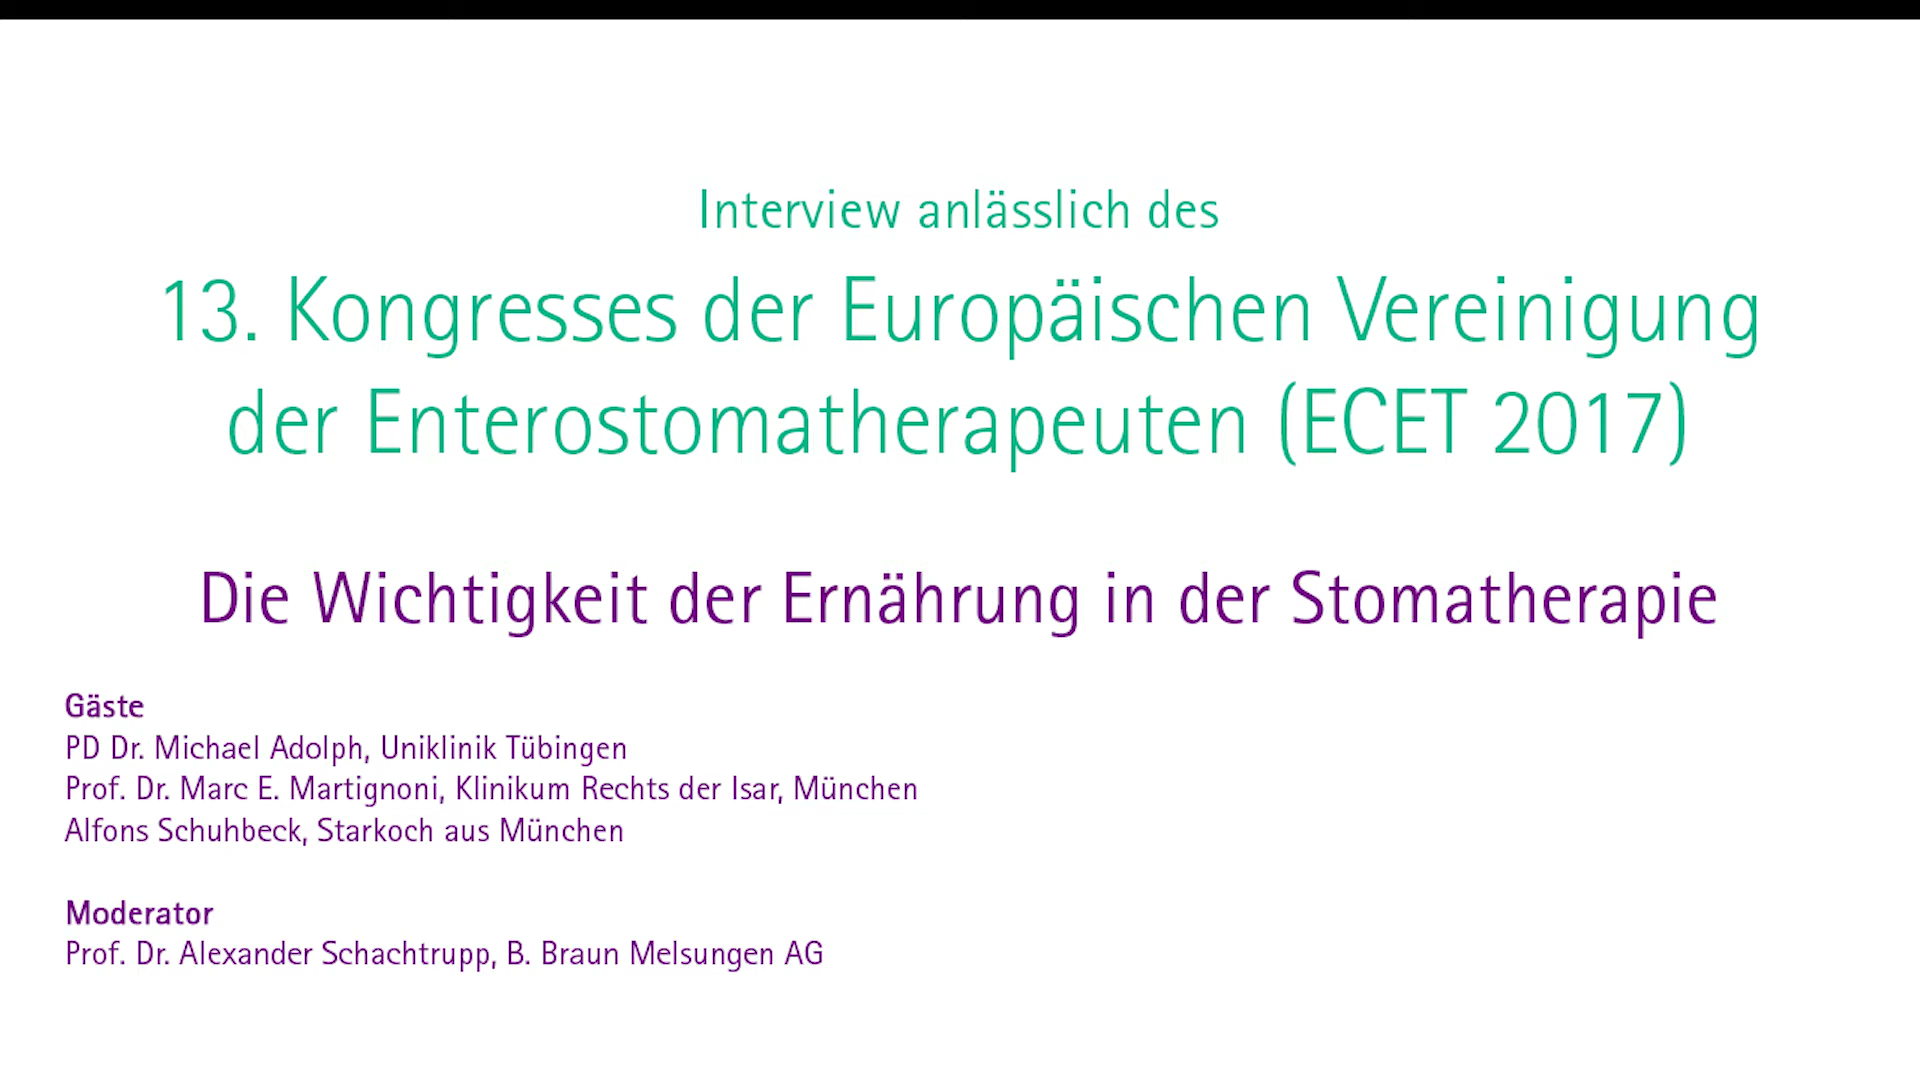 Interview anlässlich des
13. Kongresses der Europäischen Vereinigung
der Enterostomatherapeuten (ECET 2017)
Die Wichtigkeit der Ernährung in der Stomatherapie
Gäste
PD Dr. Michael Adolph, Uniklinik Tübingen
Prof. Dr. Marc E. Martignoni, Klinikum Rechts der Isar, München
Alfons Schuhbeck, Starkoch aus München
Moderator
Prof. Dr. Alexander Schachtrupp, B. Braun Melsungen AG